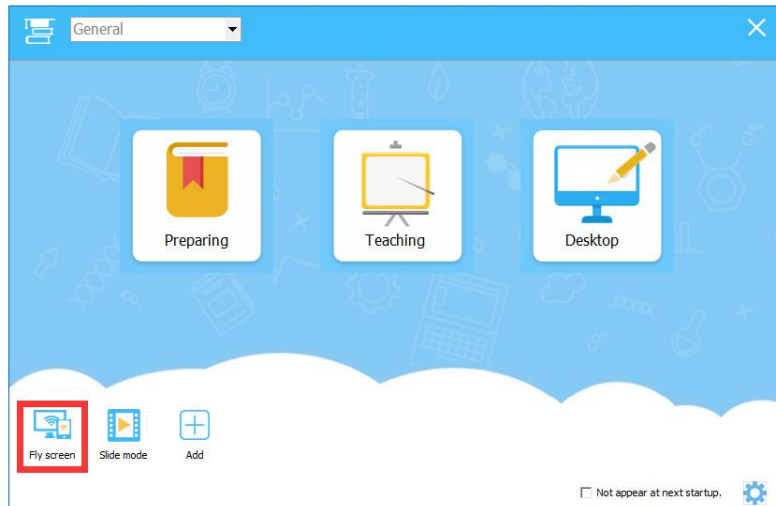 General
Preparing
Teaching
Desktop
Fly screen
Slide mode
Add
Not appear at next startup.